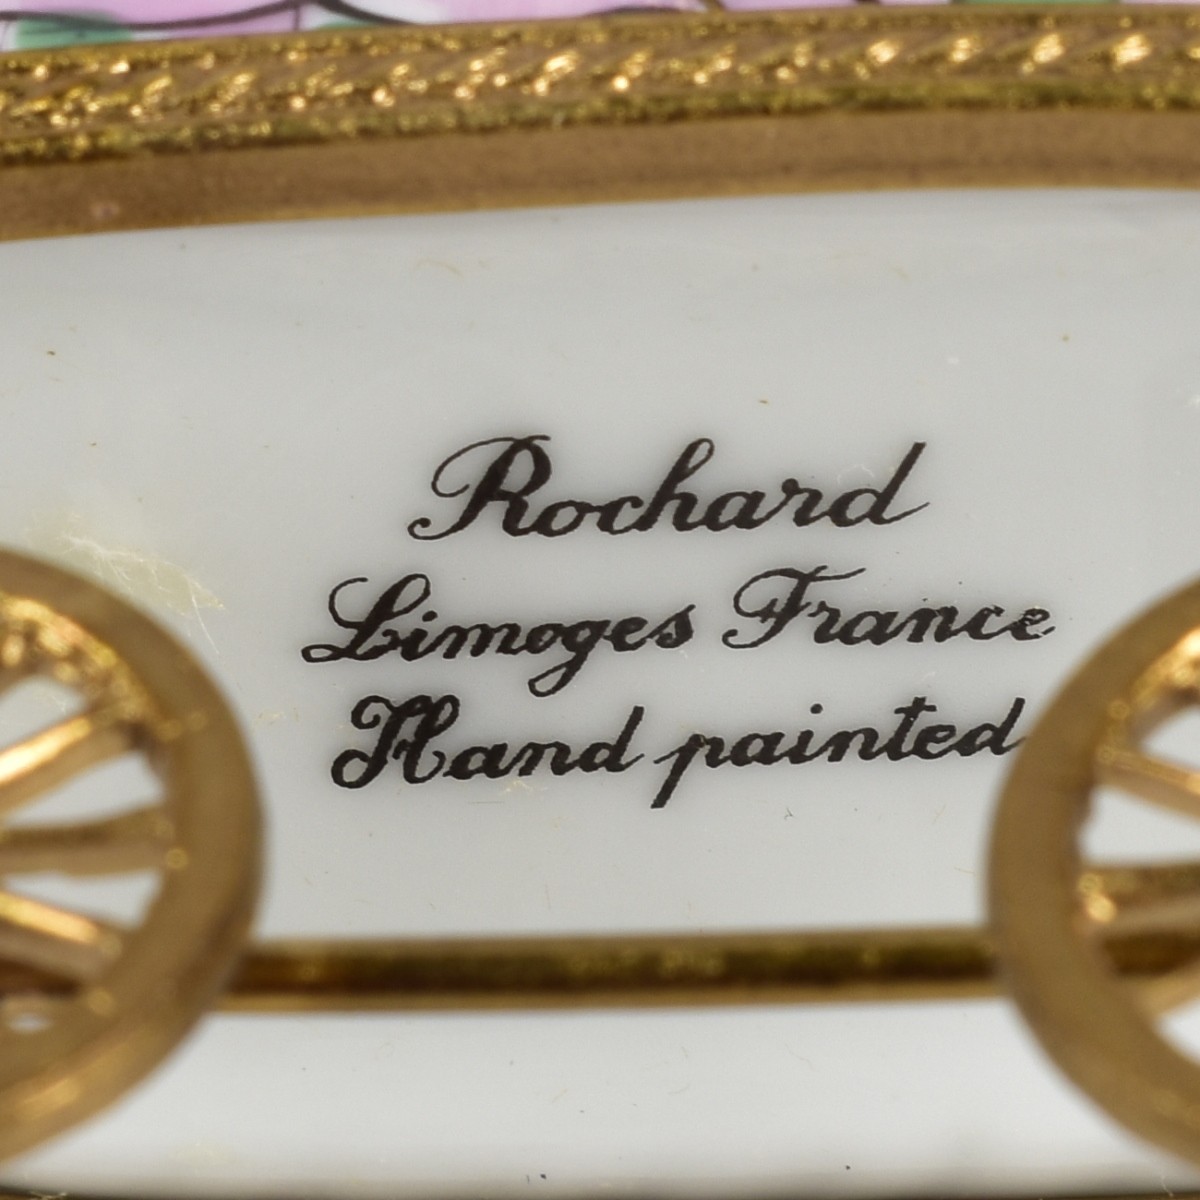 Rochard
Limoges France
Hand painted